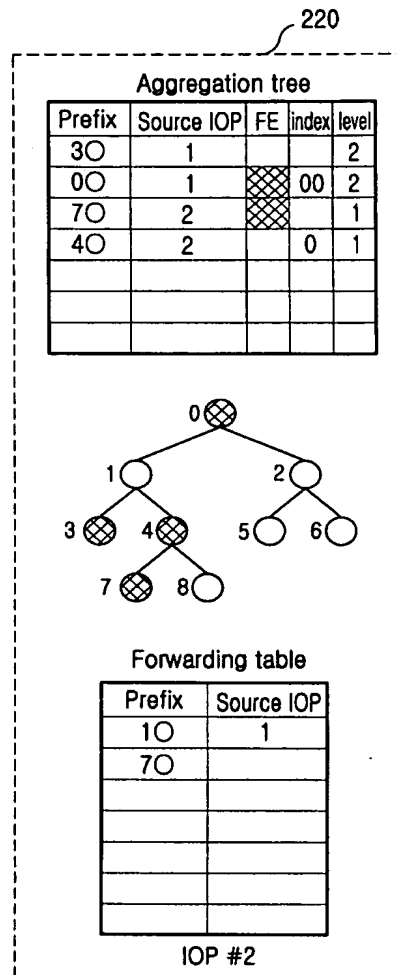 220
Aggregation tree
Prefix Source IOP FE index level
3○ 1 2
0○ 1 00 2
7○ 2 1
4○ 2 0 1
0
1 2
3 4 5 6
7 8
Forwarding table
Prefix Source IOP
1○ 1
7○
IOP #2